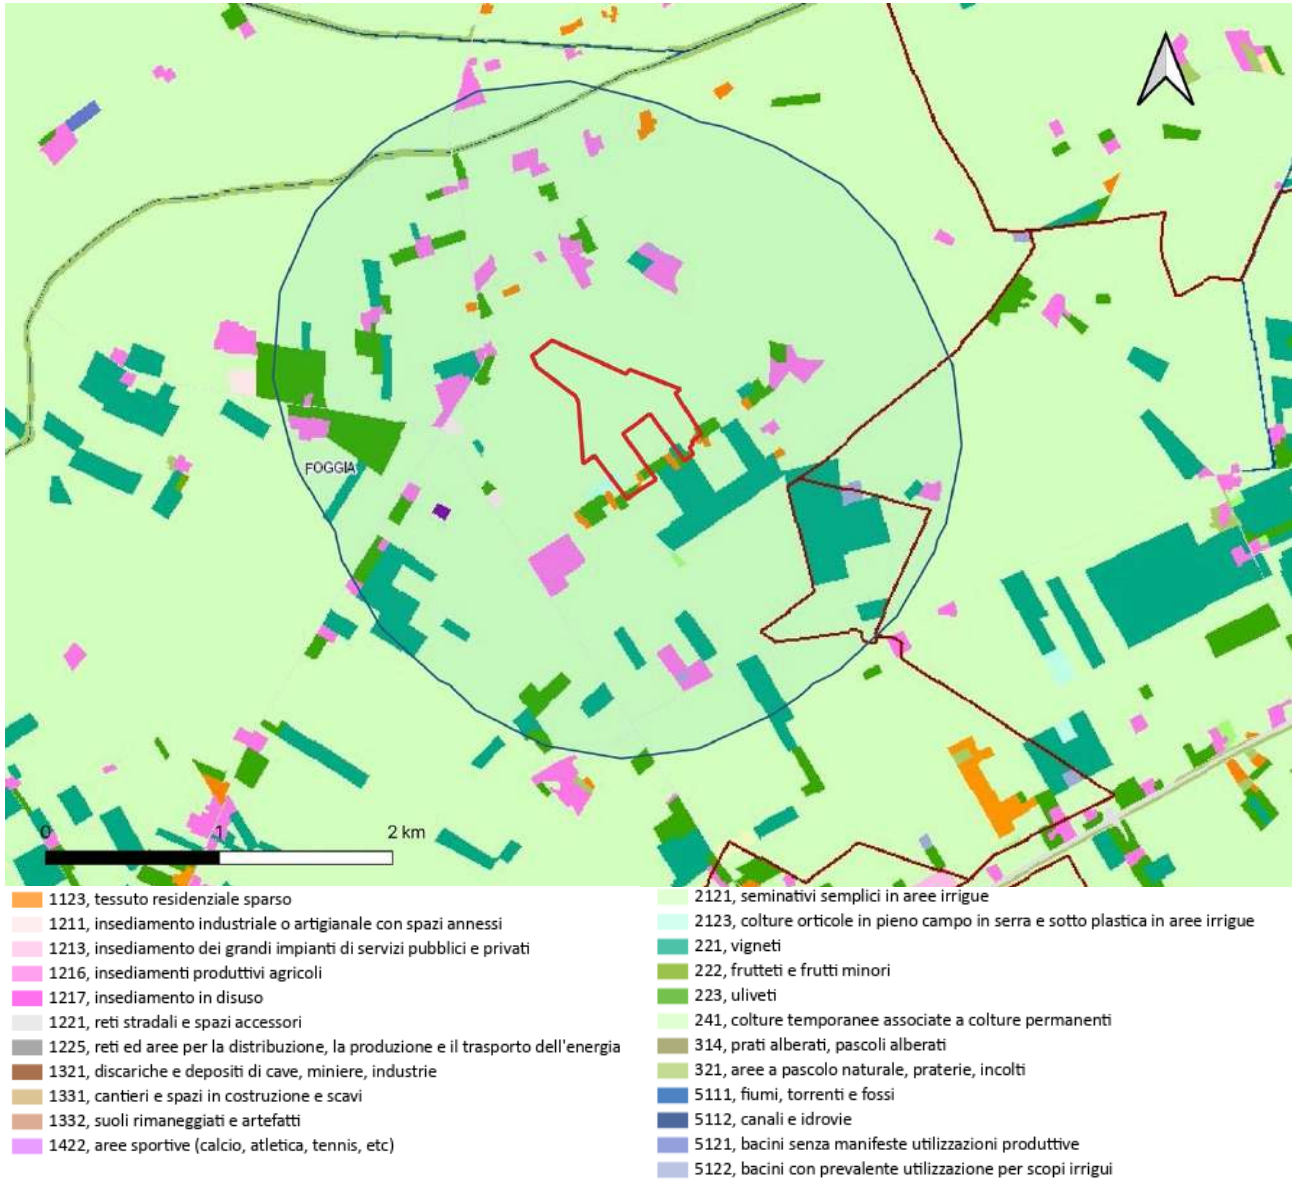 FOGGIA
0 1 2 km
1123, tessuto residenziale sparso
1211, insediamento industriale o artigianale con spazi annessi
1213, insediamento dei grandi impianti di servizi pubblici e privati
1216, insediamenti produttivi agricoli
1217, insediamento in disuso
1221, reti stradali e spazi accessori
1225, reti ed aree per la distribuzione, la produzione e il trasporto dell'energia
1321, discariche e depositi di cave, miniere, industrie
1331, cantieri e spazi in costruzione e scavi
1332, suoli rimaneggiati e artefatti
1422, aree sportive (calcio, atletica, tennis, etc)
2121, seminativi semplici in aree irrigue
2123, colture orticole in pieno campo in serra e sotto plastica in aree irrigue
221, vigneti
222, frutteti e frutti minori
223, uliveti
241, colture temporanee associate a colture permanenti
314, prati alberati, pascoli alberati
321, aree a pascolo naturale, praterie, incolti
5111, fiumi, torrenti e fossi
5112, canali e idrovie
5121, bacini senza manifeste utilizzazioni produttive
5122, bacini con prevalente utilizzazione per scopi irrigui